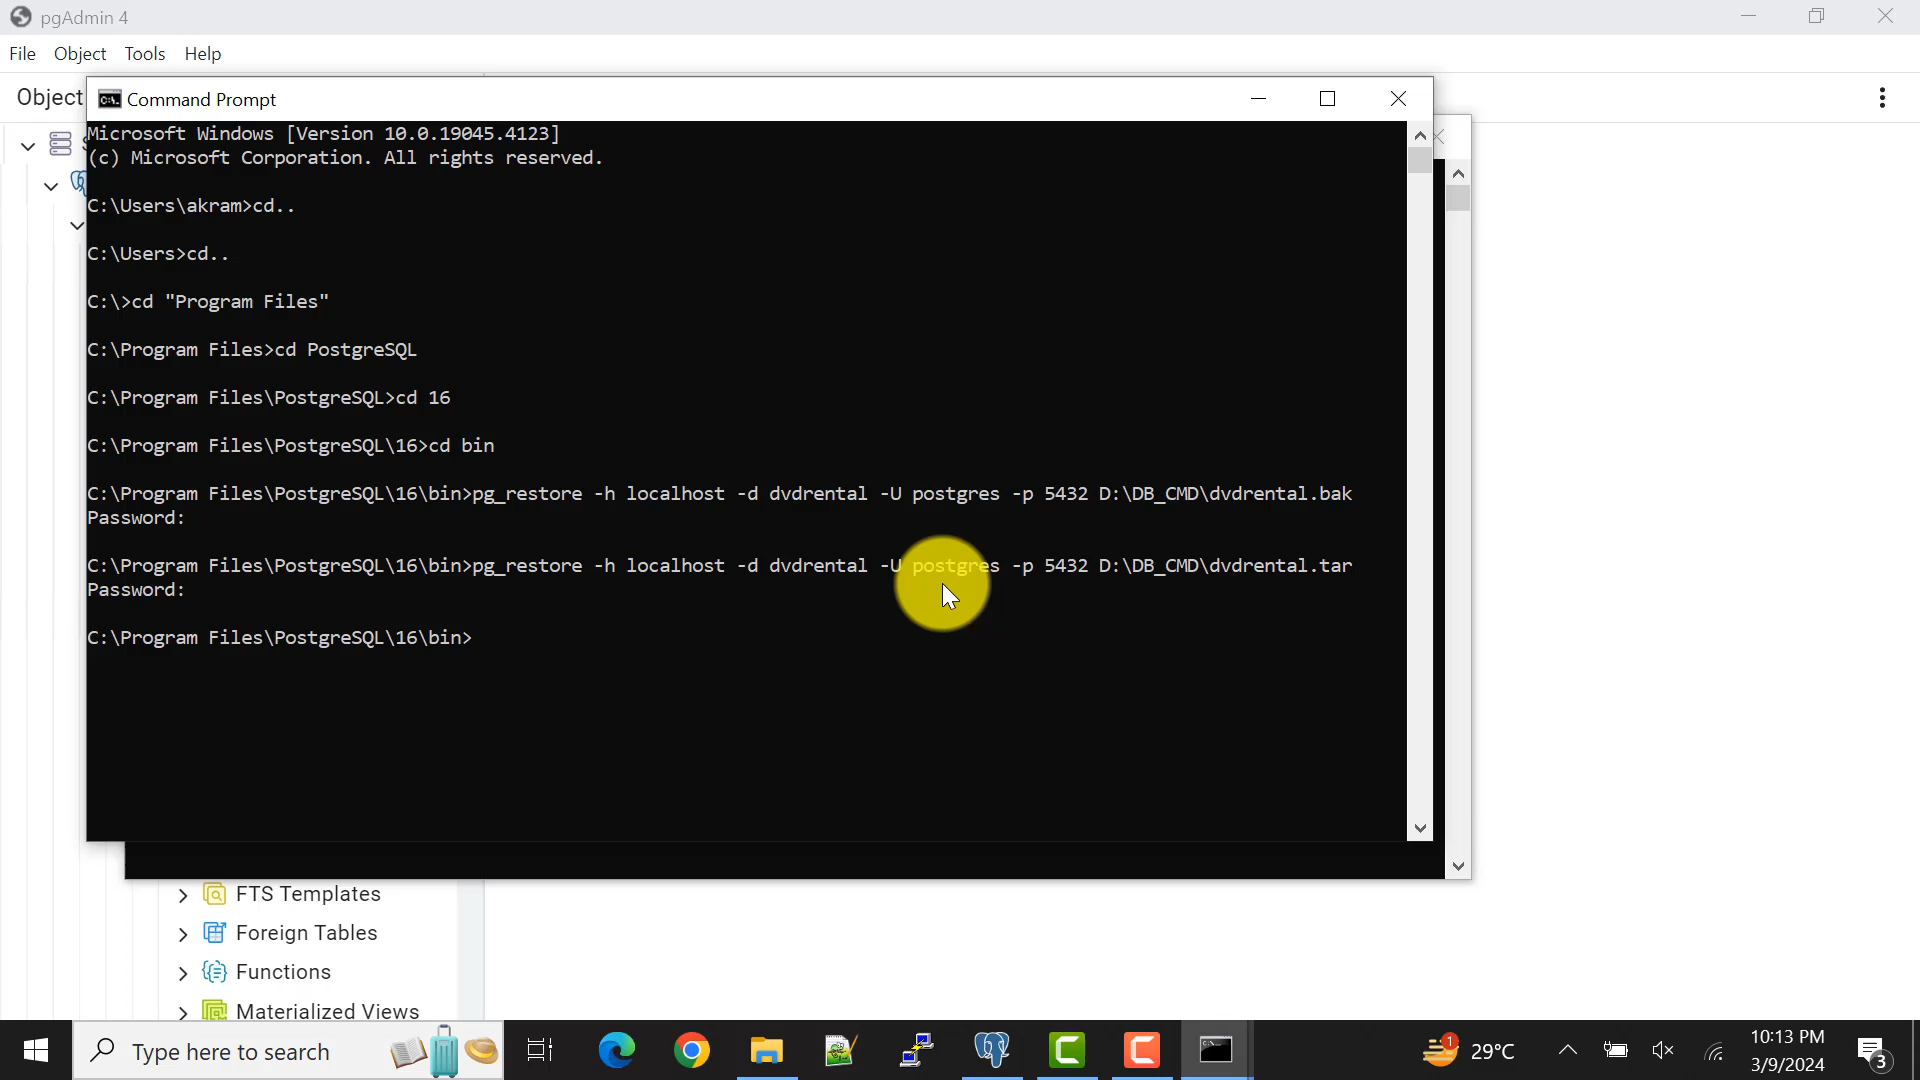 pgAdmin 4
File Object Tools Help
Object
Command Prompt
Microsoft Windows [Version 10.0.19045.4123]
(c) Microsoft Corporation. All rights reserved.
C:\Users\akram>cd..
C:\Users>cd..
C:\>cd "Program Files"
C:\Program Files>cd PostgreSQL
C:\Program Files\PostgreSQL>cd 16
C:\Program Files\PostgreSQL\16>cd bin
C:\Program Files\PostgreSQL\16\bin>pg_restore -h localhost -d dvdrental -U postgres -p 5432 D:\DB_CMD\dvdrental.bak
Password:
C:\Program Files\PostgreSQL\16\bin>pg_restore -h localhost -d dvdrental -U postgres -p 5432 D:\DB_CMD\dvdrental.tar
Password:
C:\Program Files\PostgreSQL\16\bin>
FTS Templates
Foreign Tables
Functions
Materialized Views
Type here to search
1
29°C
10:13 PM
3/9/2024
3